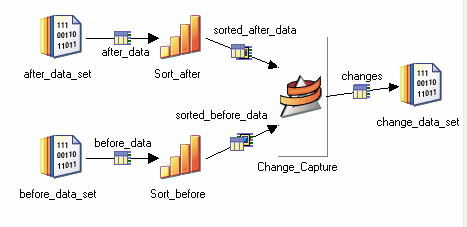 111
00110
11011
after_data
after_data_set
Sort_after
sorted_after_data
changes
111
00110
11011
change_data_set
Change_Capture
sorted_before_data
111
00110
11011
before_data
before_data_set
Sort_before